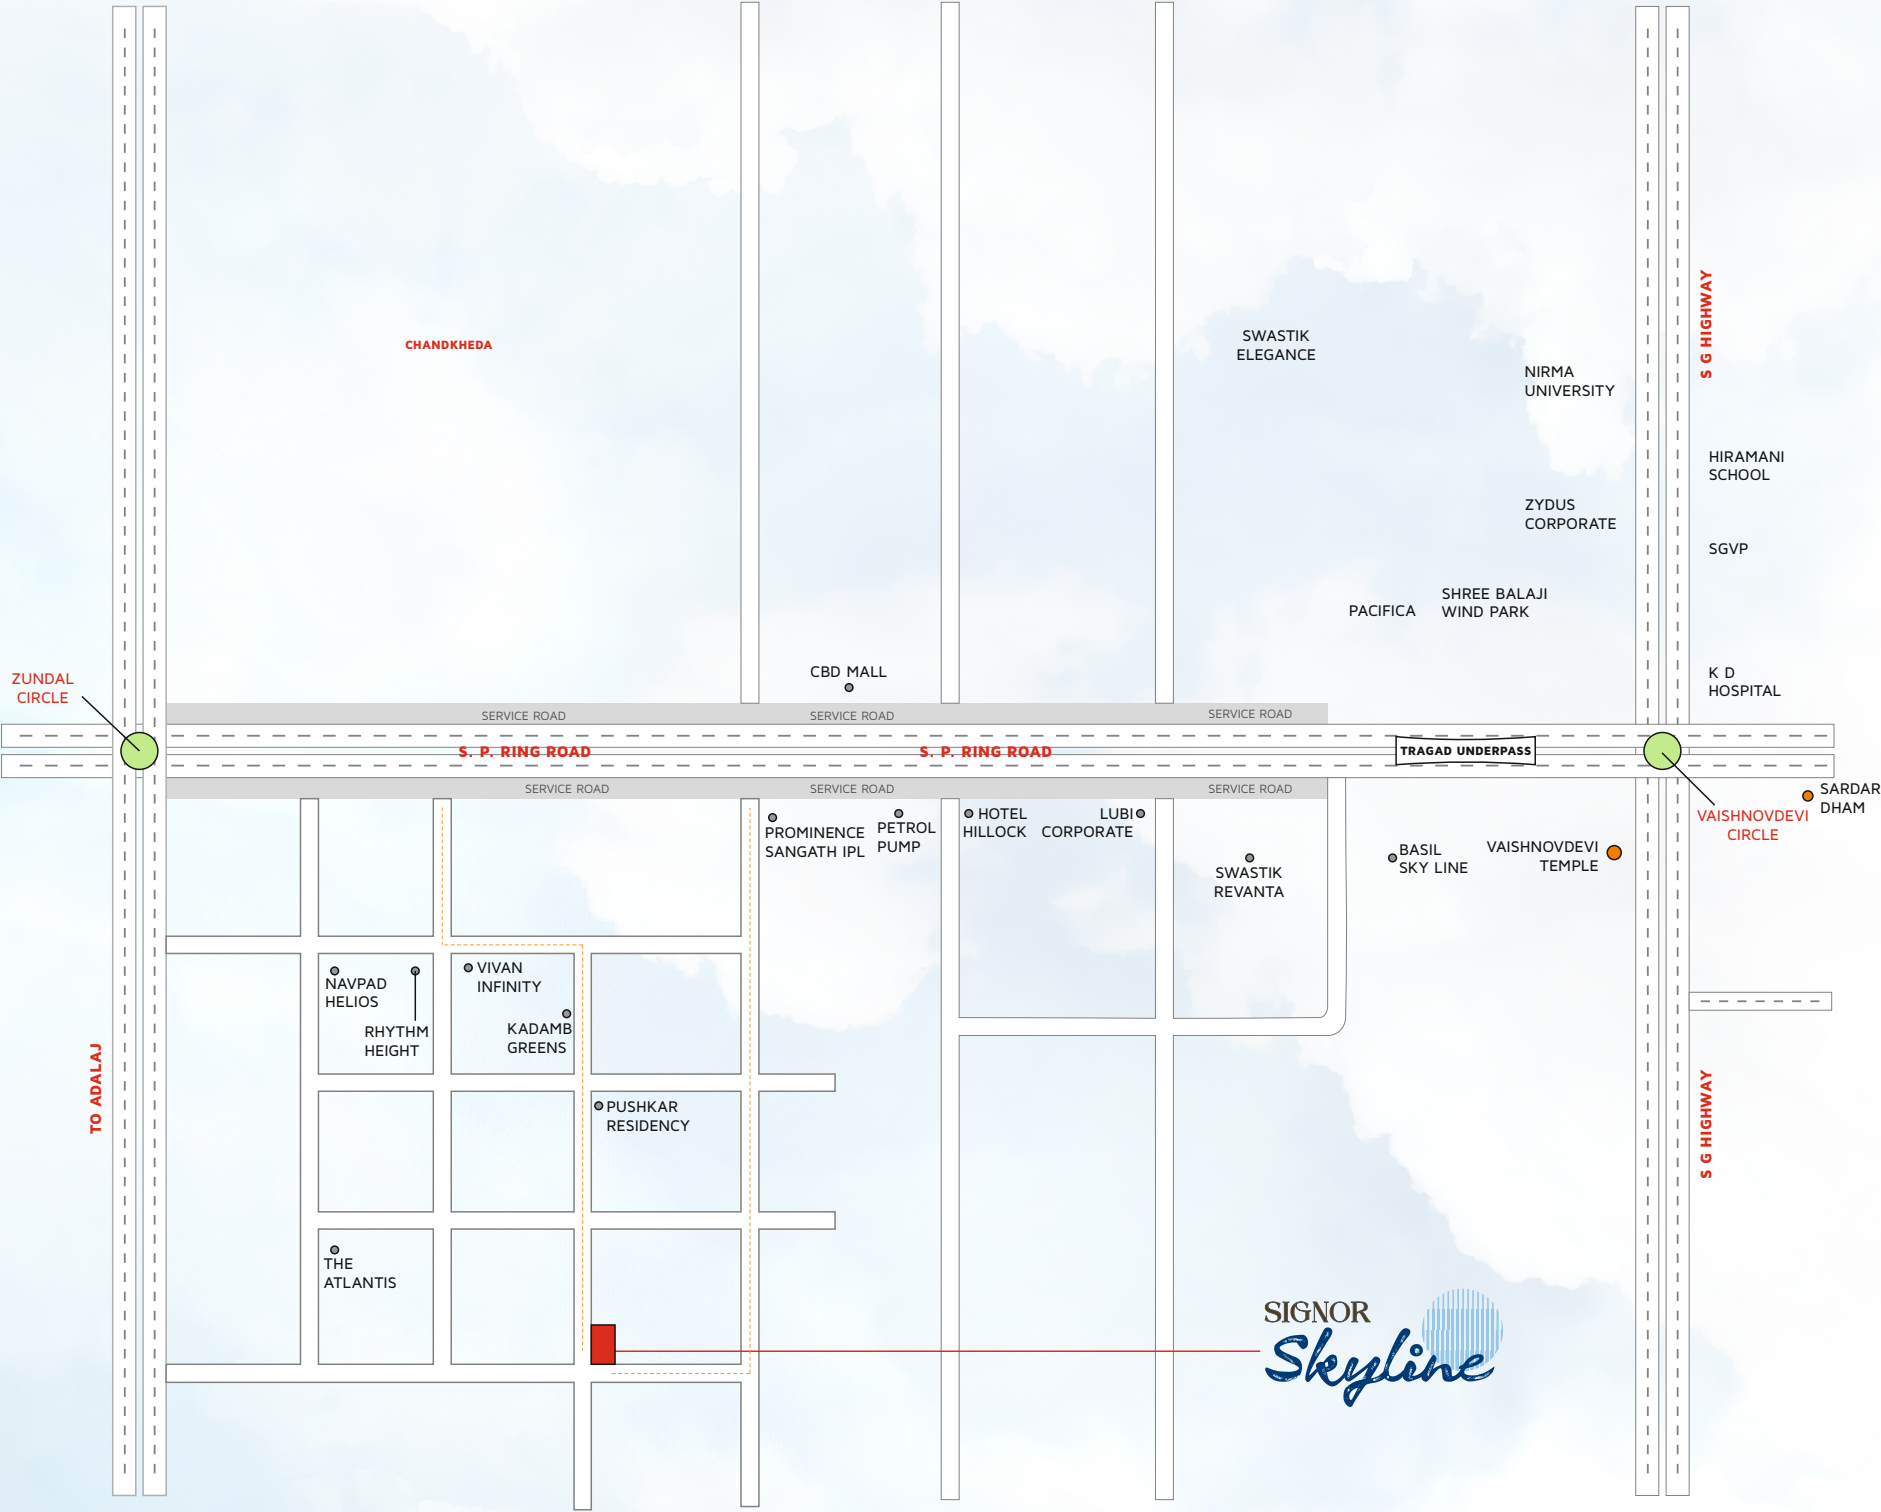 S G HIGHWAY
SWASTIK
ELEGANCE
CHANDKHEDA
NIRMA
UNIVERSITY
HIRAMANI
SCHOOL
ZYDUS
CORPORATE
SGVP
SHREE BALAJI
WIND PARK
PACIFICA
CBD MALL
K D
HOSPITAL
ZUNDAL
CIRCLE
SERVICE ROAD
SERVICE ROAD
SERVICE ROAD
S. P. RING ROAD
S. P. RING ROAD
TRAGAD UNDERPASS
SERVICE ROAD
SERVICE ROAD
SERVICE ROAD
SARDAR
DHAM
VAISHNOVDEVI
CIRCLE
PROMINENCE
SANGATH IPL
PETROL
PUMP
HOTEL
HILLOCK
LUBI
CORPORATE
SWASTIK
REVANTA
BASIL
SKY LINE
VAISHNOVDEVI
TEMPLE
NAVPAD
HELIOS
RHYTHM
HEIGHT
VIVAN
INFINITY
KADAMB
GREENS
TO ADALAJ
PUSHKAR
RESIDENCY
S G HIGHWAY
THE
ATLANTIS
SIGNOR
Skyline